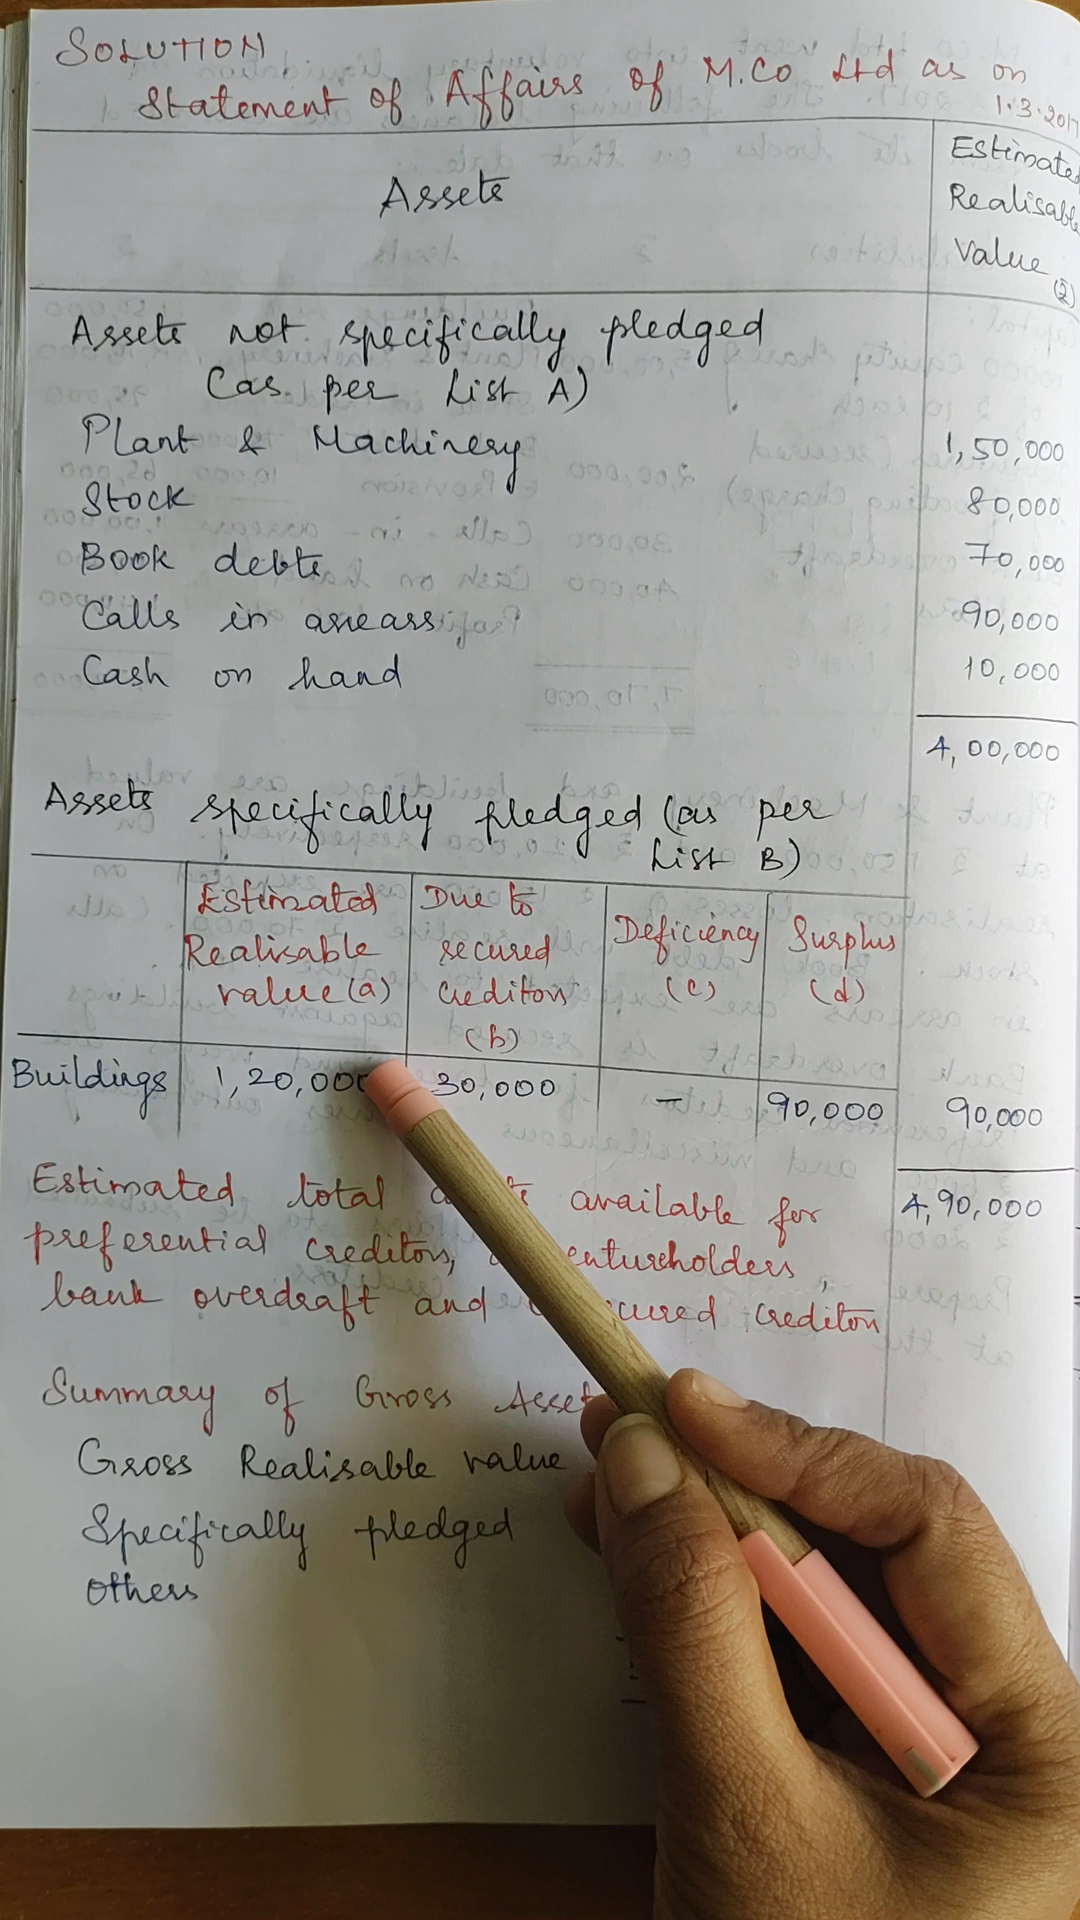 SOLUTION
Statement of Affairs of M.Co Ltd as on
1.3.2017
Assets
Estimated
Realisable
Value (₹)
Assets not specifically pledged
(as per List A)
Plant & Machinery 1,50,000
Stock 80,000
Book debts 70,000
Calls in arrears 90,000
Cash on hand 10,000
4,00,000
Assets specifically pledged (as per
List B)
Estimated Realisable value (a)
Due to secured creditors (b)
Deficiency (c)
Surplus (d)
Buildings 1,20,000 30,000 – 90,000 90,000
Estimated total available for 4,90,000
preferential creditors,
bank overdraft and creditors
Summary of Gross Assets
Gross Realisable value
Specifically pledged
Others